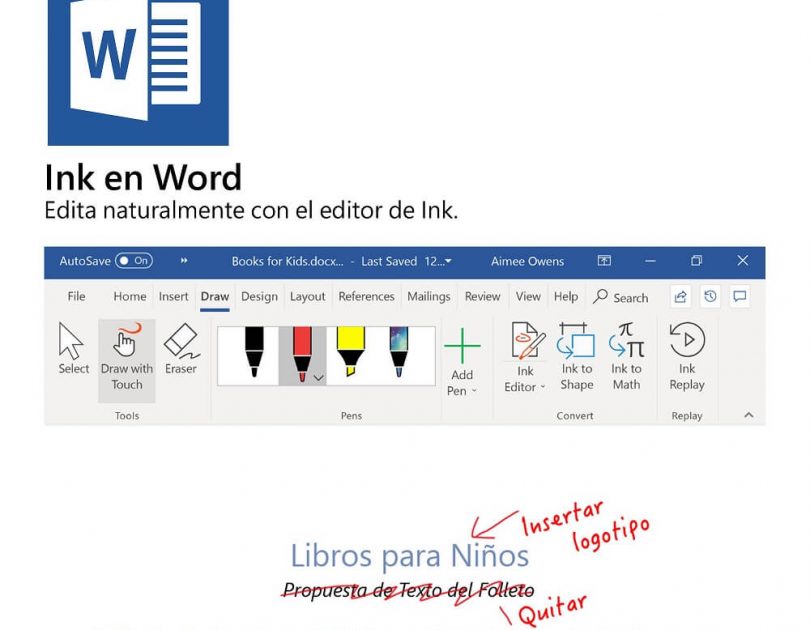 W
Ink en Word
Edita naturalmente con el editor de Ink.
AutoSave On Books for Kids.docx... - Last Saved 12... Aimee Owens
File Home Insert Draw Design Layout References Mailings Review View Help Search
Select Draw with Touch Eraser Add Pen Ink Editor Ink to Shape Ink to Math Ink Replay
π π
Tools Pens Convert Replay
Insertar
logotipo
Libros para Niños
Propuesta de Texto del Folleto
Quitar